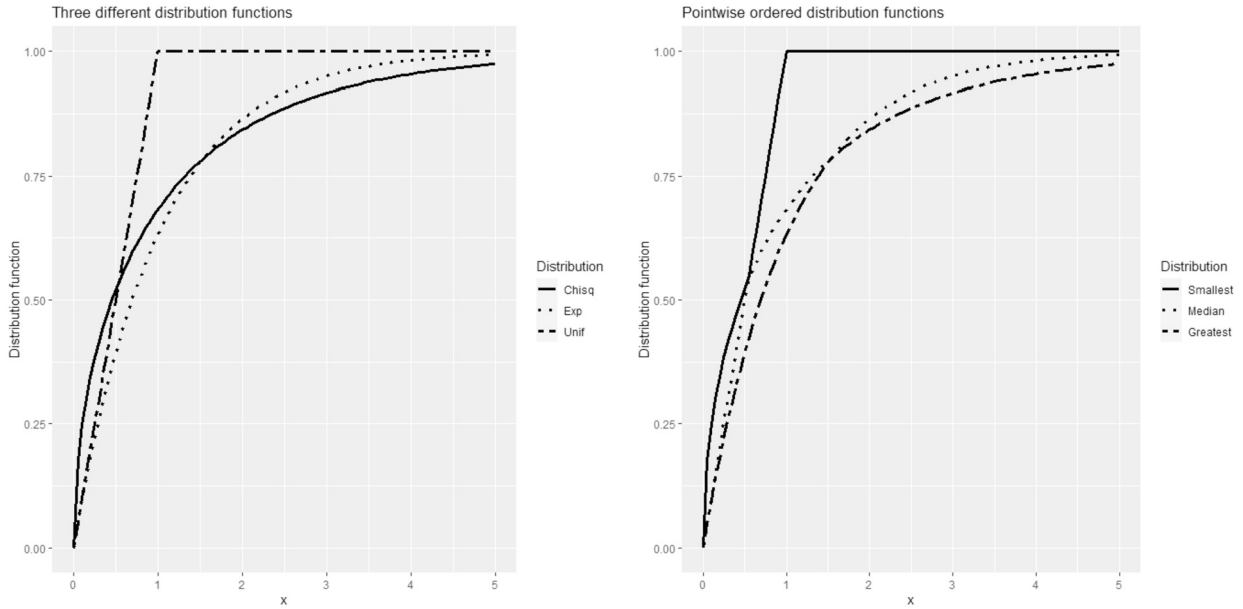 Three different distribution functions
Distribution function
1.00
0.75
0.50
0.25
0.00
0 1 2 3 4 5
x
Distribution
Chisq
Exp
Unif
Pointwise ordered distribution functions
Distribution function
1.00
0.75
0.50
0.25
0.00
0 1 2 3 4 5
x
Distribution
Smallest
Median
Greatest